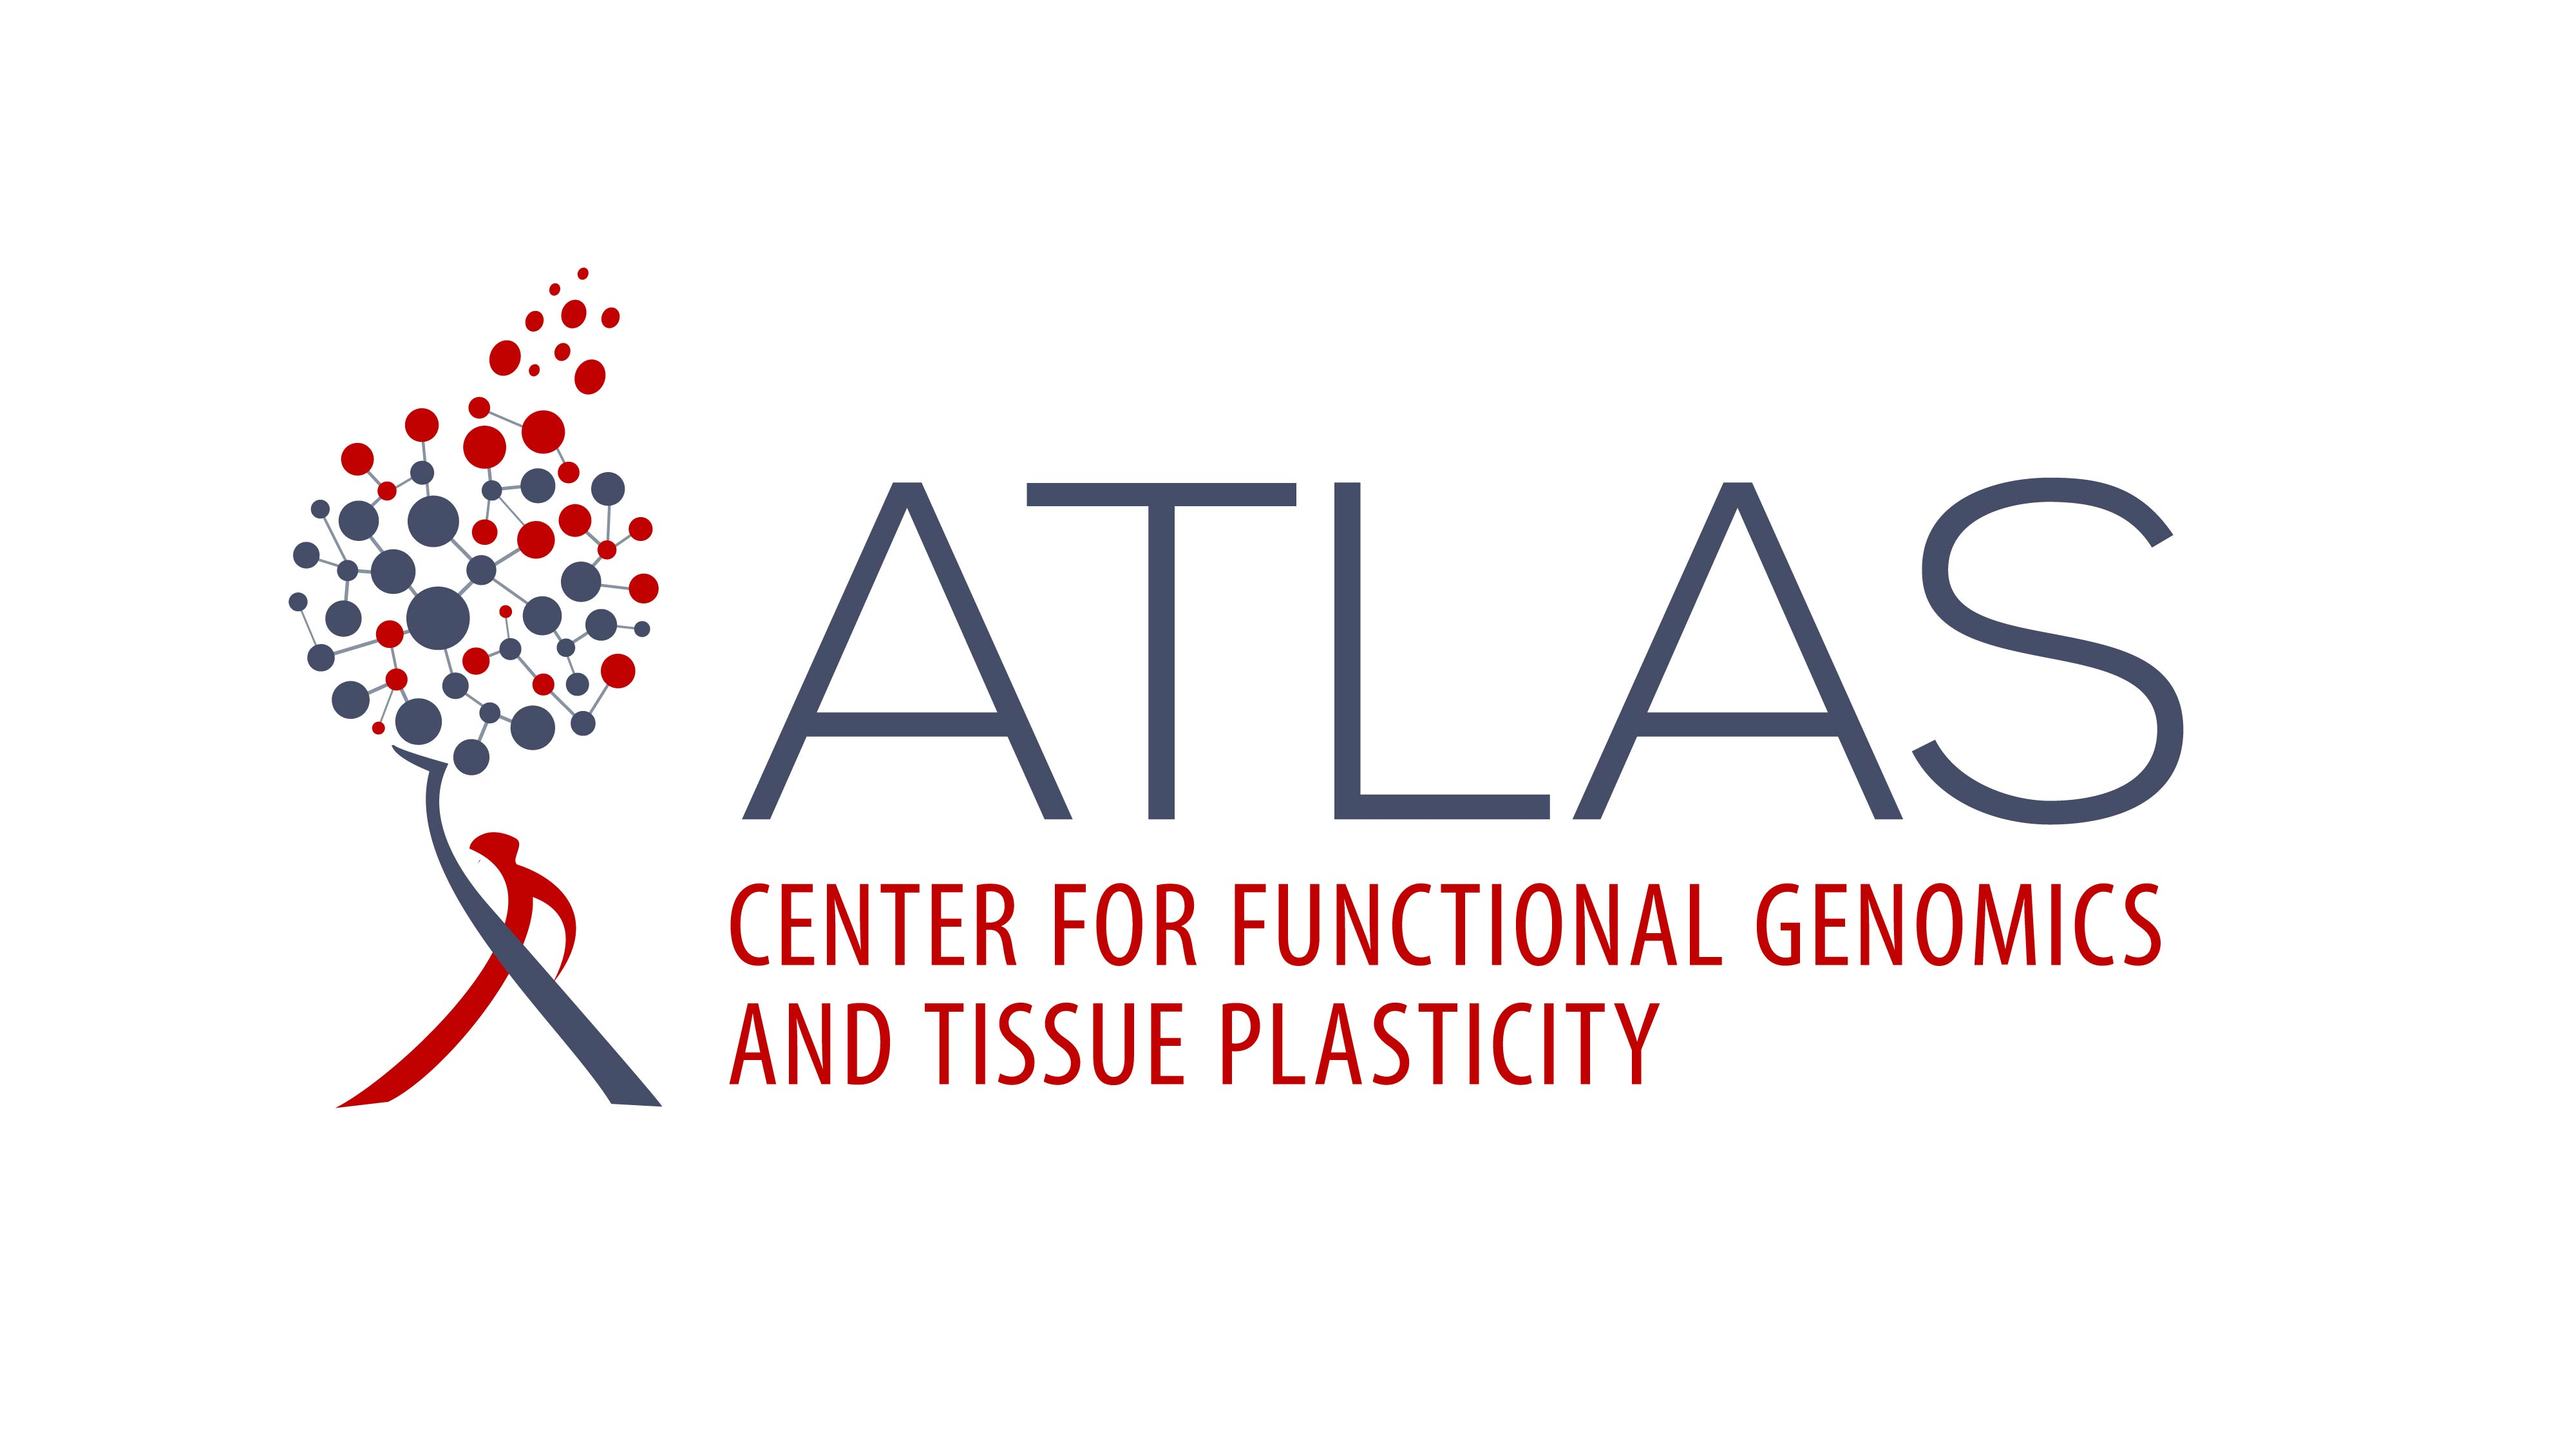 ATLAS
CENTER FOR FUNCTIONAL GENOMICS
AND TISSUE PLASTICITY